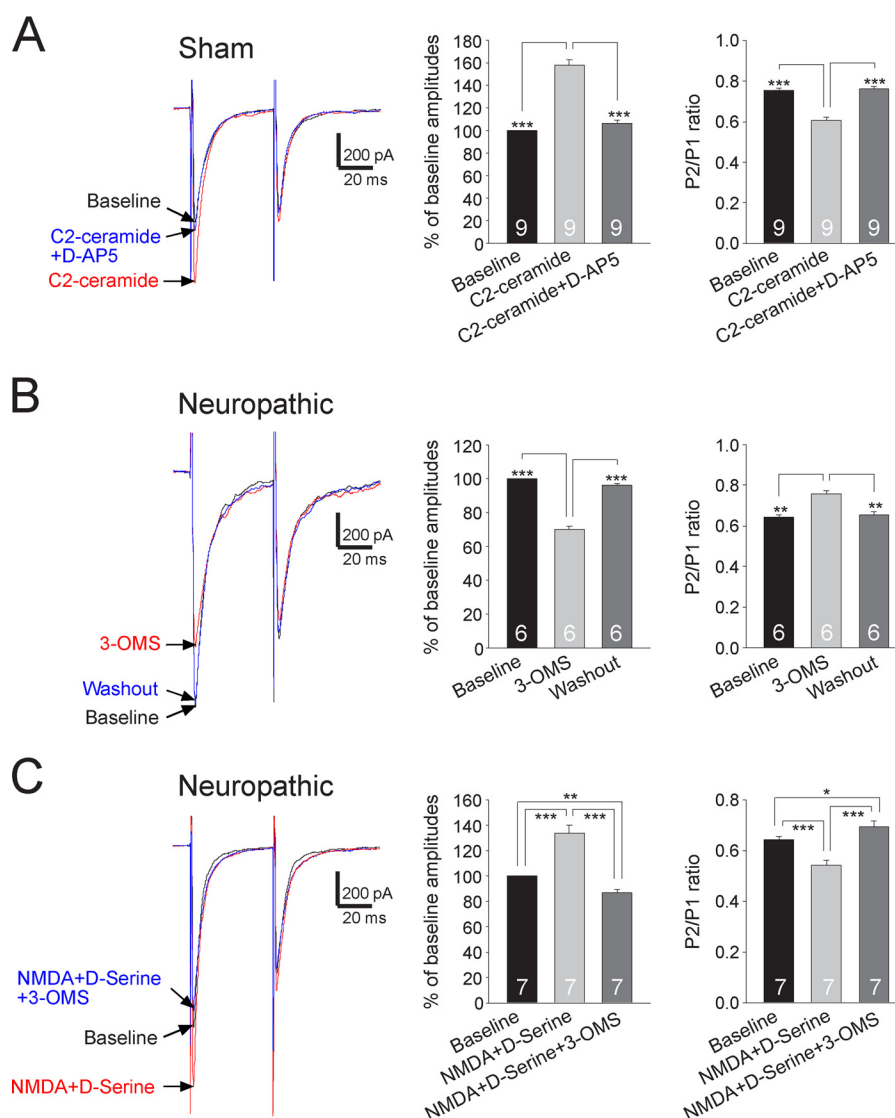 A
Sham
Baseline
C2-ceramide
+D-AP5
C2-ceramide
200 pA
20 ms
% of baseline amplitudes
180
160
140
120
100
80
60
40
20
0
***
***
9
9
9
Baseline
C2-ceramide
C2-ceramide+D-AP5
P2/P1 ratio
1.0
0.8
0.6
0.4
0.2
0.0
***
***
9
9
9
Baseline
C2-ceramide
C2-ceramide+D-AP5
B
Neuropathic
3-OMS
Washout
Baseline
200 pA
20 ms
% of baseline amplitudes
120
100
80
60
40
20
0
***
***
6
6
6
Baseline
3-OMS
Washout
P2/P1 ratio
1.0
0.8
0.6
0.4
0.2
0.0
**
**
6
6
6
Baseline
3-OMS
Washout
C
Neuropathic
NMDA+D-Serine
+3-OMS
Baseline
NMDA+D-Serine
200 pA
20 ms
% of baseline amplitudes
160
140
120
100
80
60
40
20
0
**
***
***
7
7
7
Baseline
NMDA+D-Serine
NMDA+D-Serine+3-OMS
P2/P1 ratio
0.8
0.6
0.4
0.2
0.0
*
***
***
7
7
7
Baseline
NMDA+D-Serine
NMDA+D-Serine+3-OMS